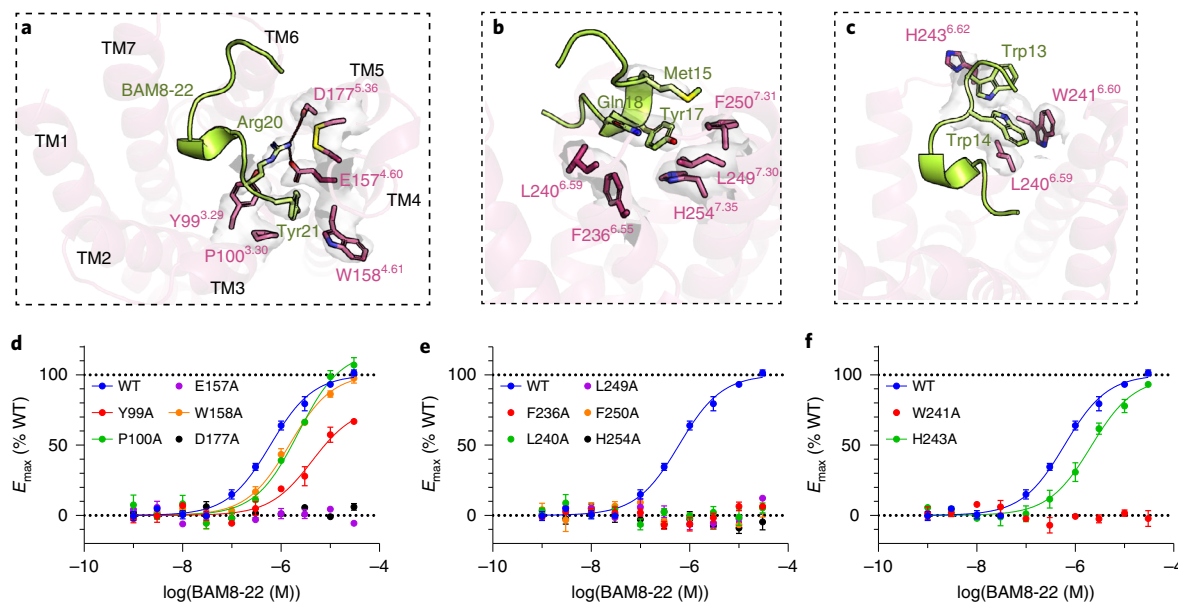 a
TM7
TM6
BAM8-22
TM5
D177^5.36
Arg20
TM1
E157^4.60
TM4
Y99^3.29
Tyr21
P100^3.30
TM2
W158^4.61
TM3
b
Met15
Gln18
F250^7.31
Tyr17
L240^6.59
L249^7.30
H254^7.35
F236^6.55
c
H243^6.62
Trp13
W241^6.60
Trp14
L240^6.59
d
E_max (% WT)
100
50
0
WT
E157A
Y99A
W158A
P100A
D177A
−10
−8
−6
−4
log(BAM8-22 (M))
e
E_max (% WT)
100
50
0
WT
L249A
F236A
F250A
L240A
H254A
−10
−8
−6
−4
log(BAM8-22 (M))
f
E_max (% WT)
100
50
0
WT
W241A
H243A
−10
−8
−6
−4
log(BAM8-22 (M))